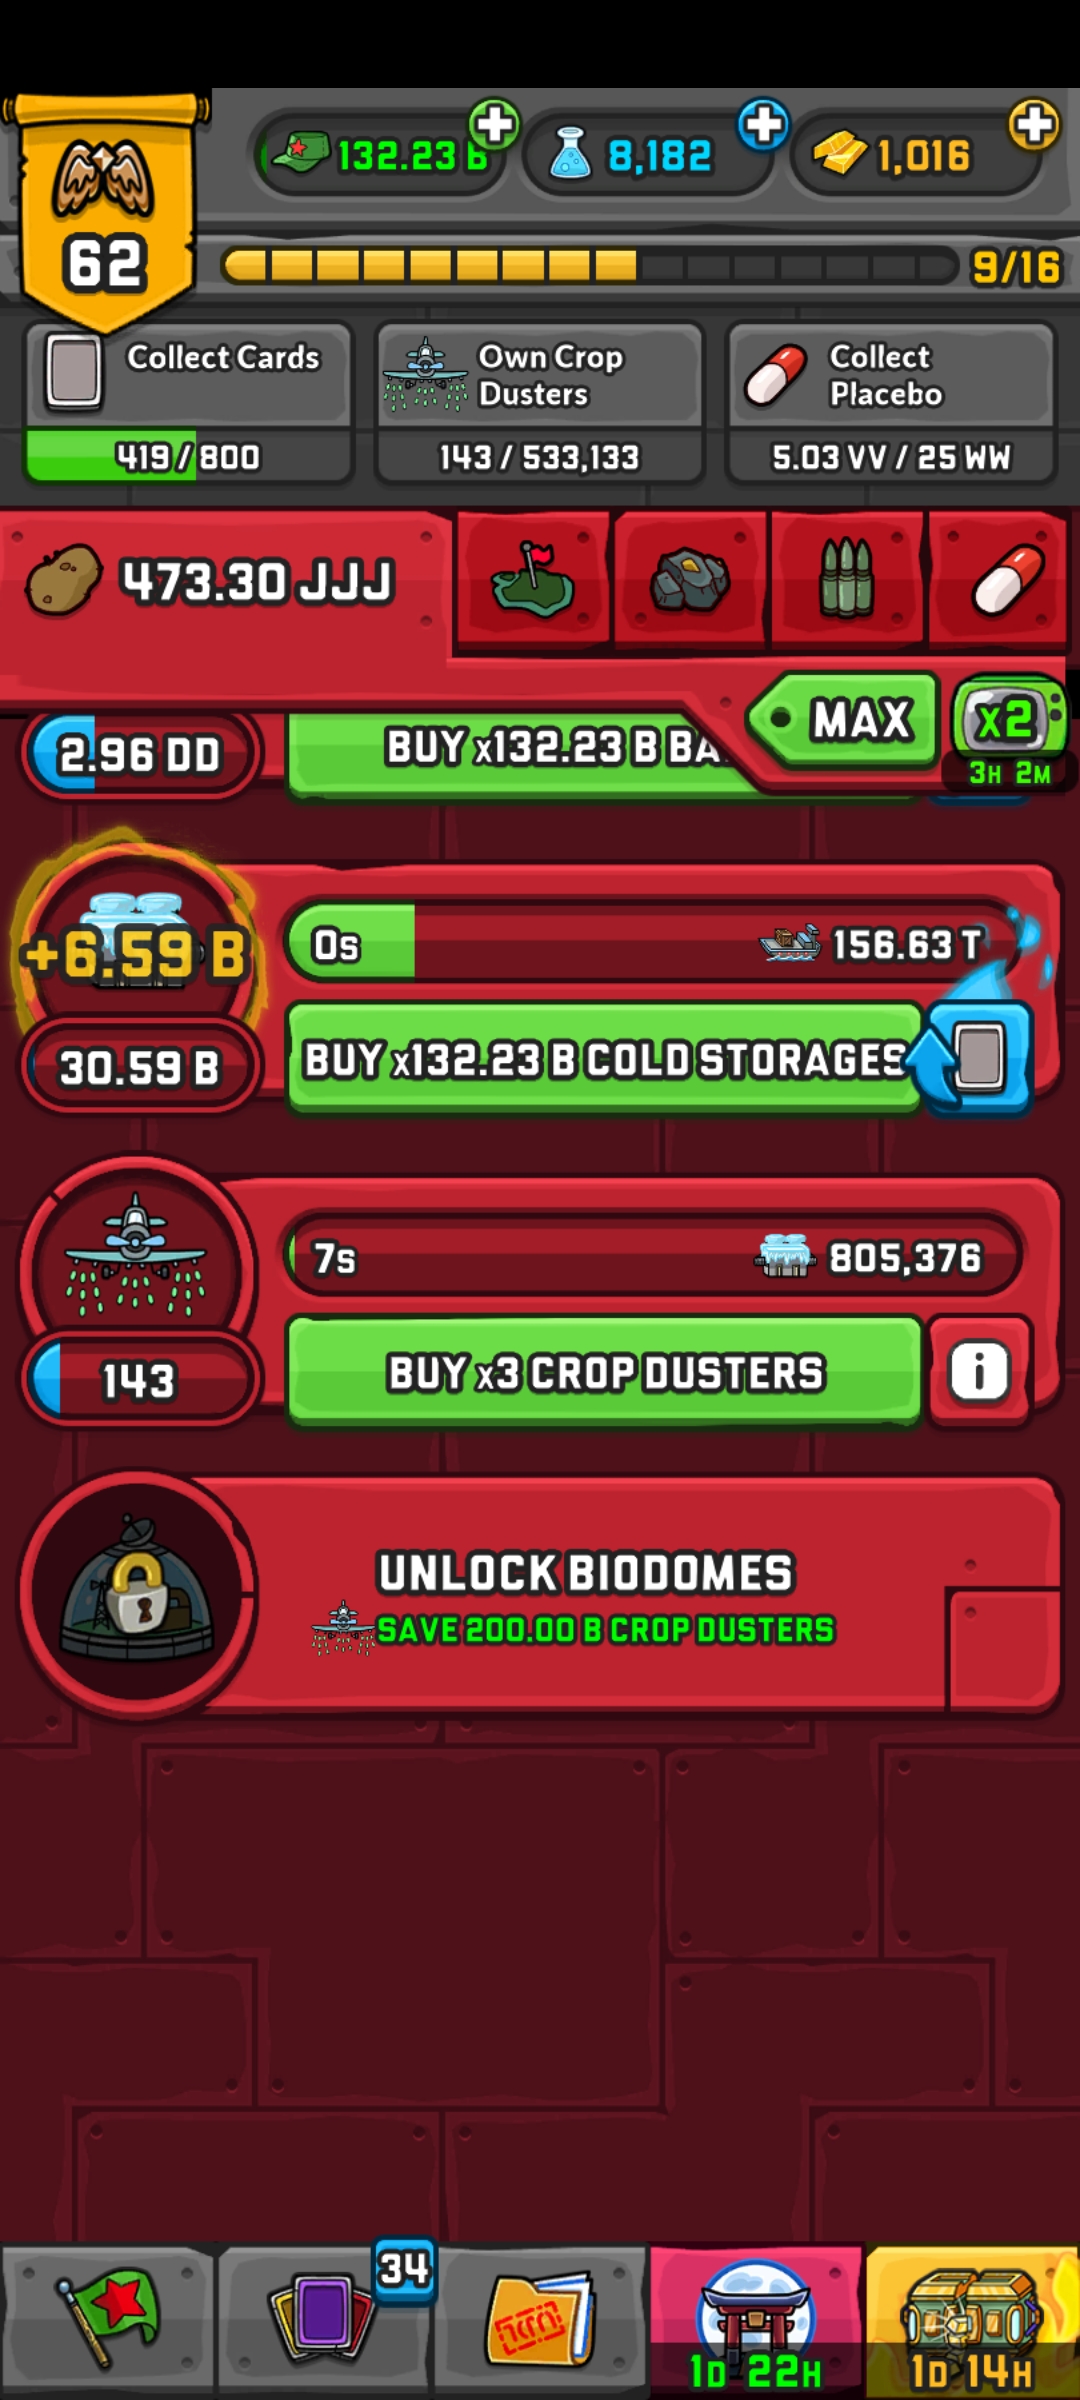 132.23 B
8,182
1,016
62
9/16
Collect Cards
419 / 800
Own Crop
Dusters
143 / 533,133
Collect
Placebo
5.03 VV / 25 WW
473.30 JJJ
MAX
x2
3H 2M
2.96 DD
BUY x132.23 B BA
+6.59 B
0s
156.63 T
30.59 B
BUY x132.23 B COLD STORAGES
7s
805,376
143
BUY x3 CROP DUSTERS
i
UNLOCK BIODOMES
SAVE 200.00 B CROP DUSTERS
34
1D 22H
1D 14H